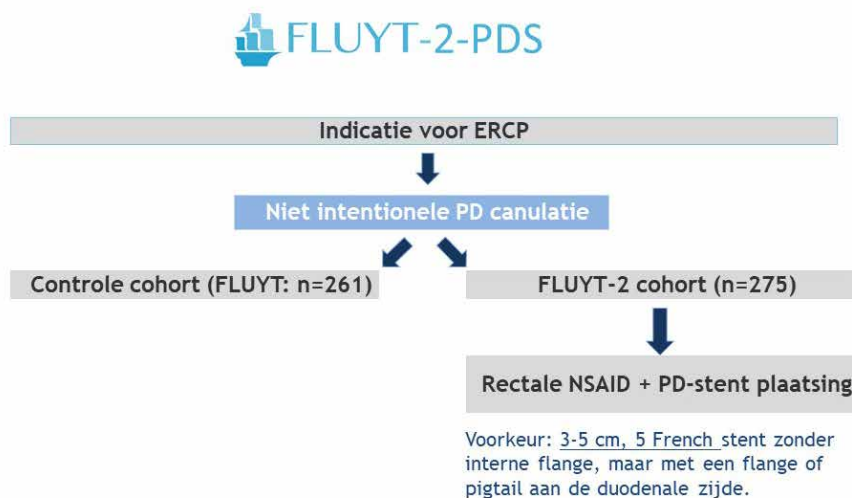 FLUYT-2-PDS
Indicatie voor ERCP
Niet intentionele PD canulatie
Controle cohort (FLUYT: n=261)
FLUYT-2 cohort (n=275)
Rectale NSAID + PD-stent plaatsing
Voorkeur: 3-5 cm, 5 French stent zonder
interne flange, maar met een flange of
pigtail aan de duodenale zijde.